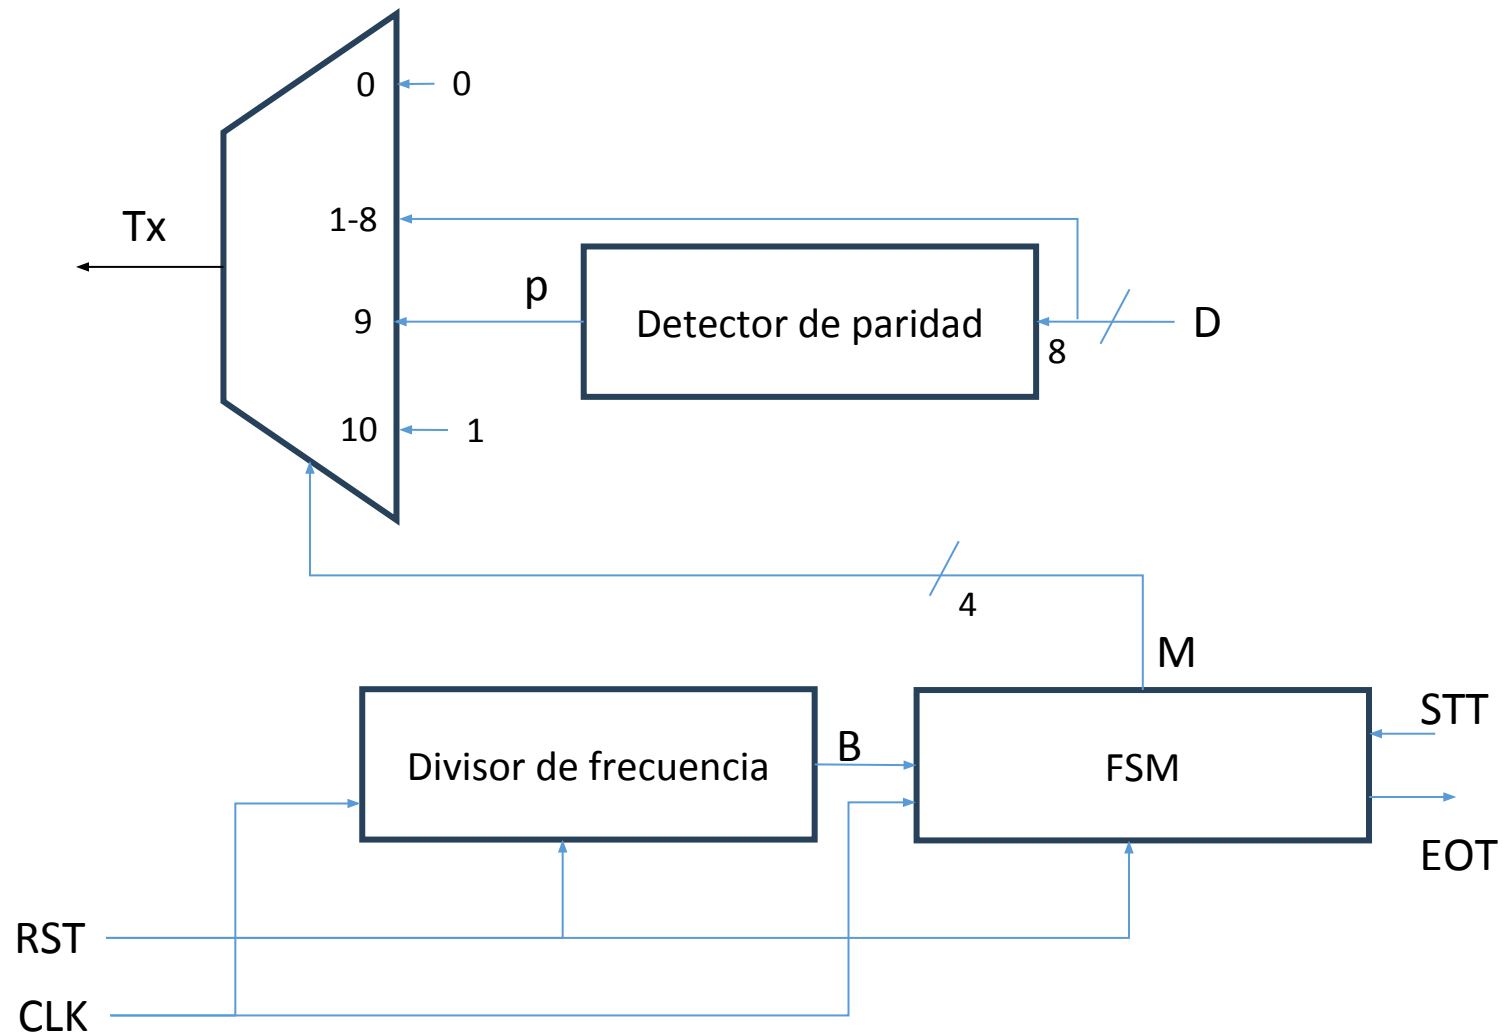 0 0
1-8
Tx
p
9 Detector de paridad D
8
10 1
4
M
STT
Divisor de frecuencia B FSM
EOT
RST
CLK